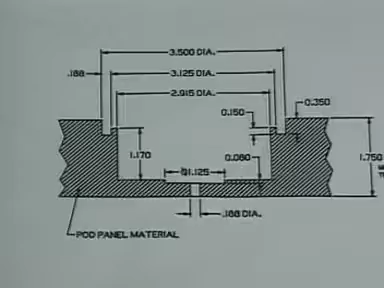 3.500 DIA.
.188
3.125 DIA.
2.915 DIA.
0.350
0.150
1.170
1.125
0.080
1.750
.188 DIA.
POD PANEL MATERIAL